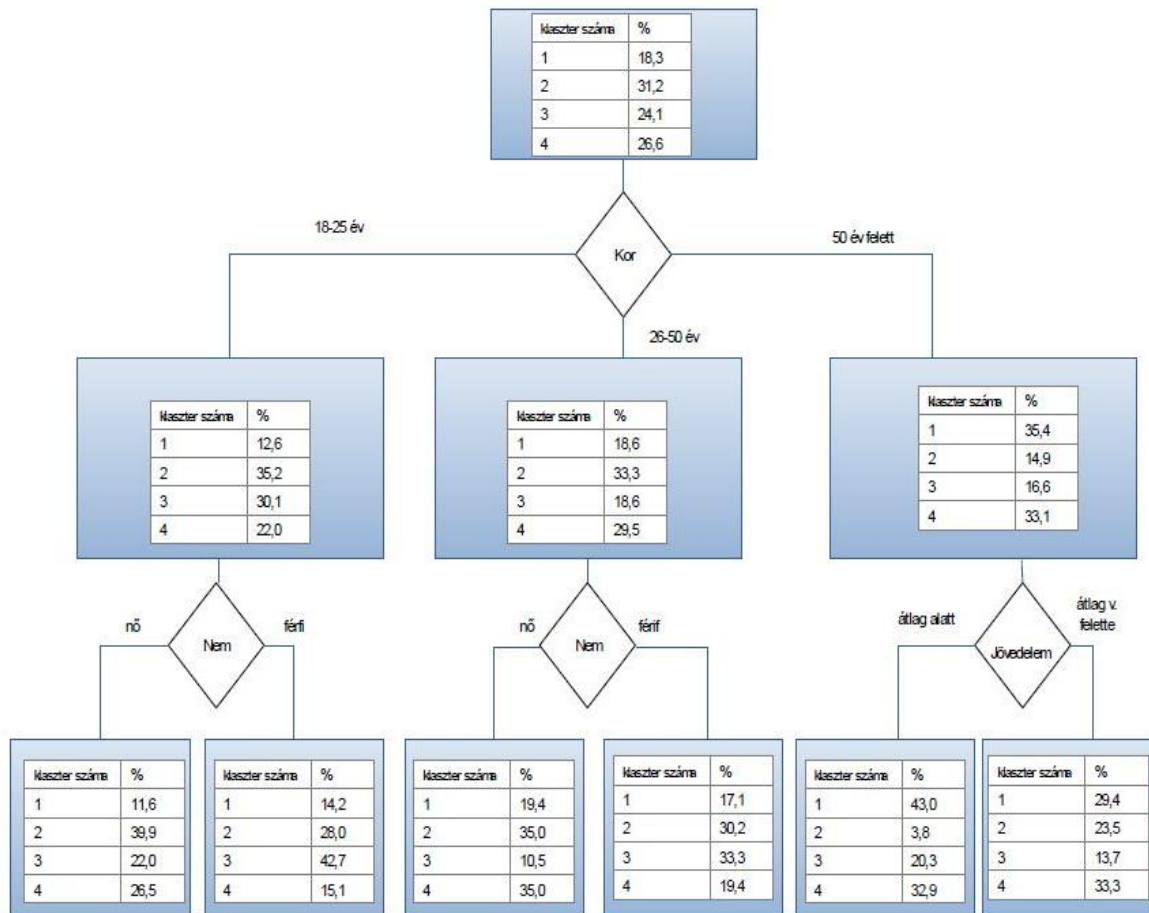 klaszter száma %
1 18,3
2 31,2
3 24,1
4 26,6
18-25 év
50 év felett
Kor
26-50 év
klaszter száma %
1 12,6
2 35,2
3 30,1
4 22,0
klaszter száma %
1 18,6
2 33,3
3 18,6
4 29,5
klaszter száma %
1 35,4
2 14,9
3 16,6
4 33,1
nő
Nem
férfi
nő
Nem
férif
átlag alatt
Jövedelem
átlag v.
felette
klaszter száma %
1 11,6
2 39,9
3 22,0
4 26,5
klaszter száma %
1 14,2
2 28,0
3 42,7
4 15,1
klaszter száma %
1 19,4
2 35,0
3 10,5
4 35,0
klaszter száma %
1 17,1
2 30,2
3 33,3
4 19,4
klaszter száma %
1 43,0
2 3,8
3 20,3
4 32,9
klaszter száma %
1 29,4
2 23,5
3 13,7
4 33,3